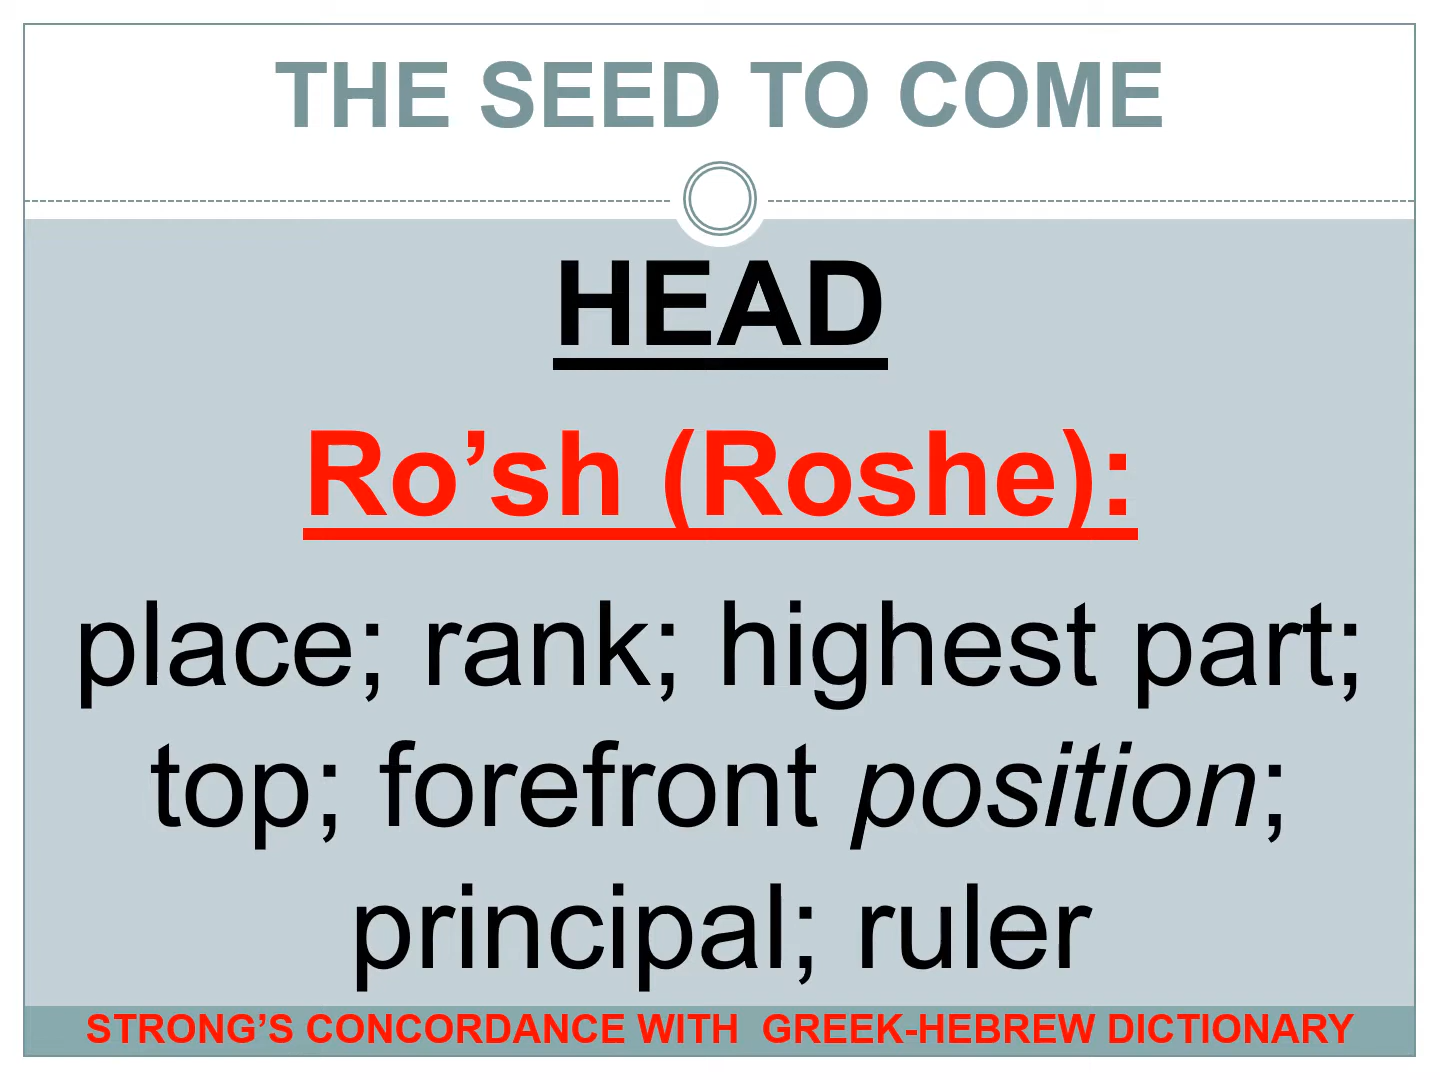 THE SEED TO COME
HEAD
Ro’sh (Roshe):
place; rank; highest part;
top; forefront position;
principal; ruler
STRONG’S CONCORDANCE WITH  GREEK-HEBREW DICTIONARY